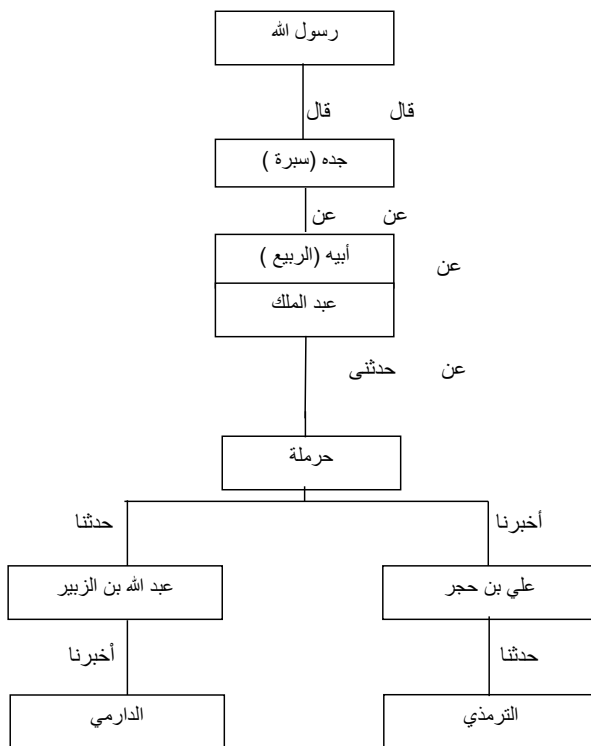 رسول الله
قال قال
جده (سبرة )
عن عن
أبيه (الربيع )
عن
عبد الملك
حدثنى عن
حرملة
أخبرنا حدثنا
علي بن حجر عبد الله بن الزبير
حدثنا أخبرنا
الترمذي الدارمي